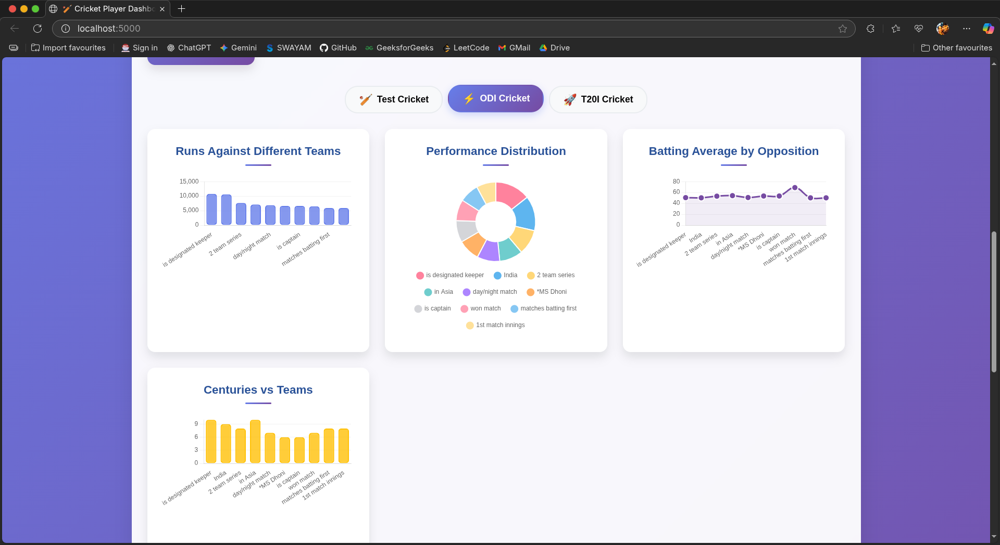 Cricket Player Dashbo
localhost:5000
Import favourites
Sign in
ChatGPT
Gemini
SWAYAM
GitHub
GeeksforGeeks
LeetCode
GMail
Drive
Other favourites
Test Cricket
ODI Cricket
T20I Cricket
Runs Against Different Teams
15,000
10,000
5,000
0
is designated keeper
2 team series
day/night match
is captain
matches batting first
Performance Distribution
is designated keeper
India
2 team series
in Asia
day/night match
*MS Dhoni
is captain
won match
matches batting first
1st match innings
Batting Average by Opposition
80
60
40
20
0
is designated keeper
India
2 team series
in Asia
day/night match
*MS Dhoni
is captain
won match
matches batting first
1st match innings
Centuries vs Teams
9
6
3
0
is designated keeper
India
2 team series
in Asia
day/night match
*MS Dhoni
is captain
won match
matches batting first
1st match innings